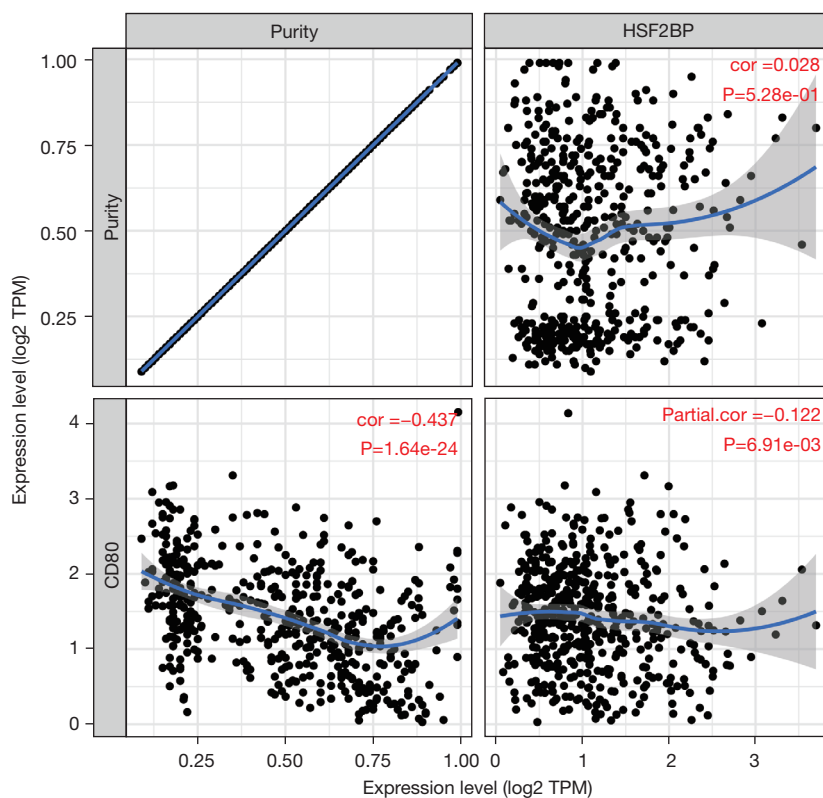 Purity
HSF2BP
1.00
0.75
0.50
0.25
Purity
cor =0.028
P=5.28e-01
Expression level (log2 TPM)
4
3
2
1
0
CD80
cor =−0.437
P=1.64e-24
Partial.cor =−0.122
P=6.91e-03
0.25 0.50 0.75 1.00
0 1 2 3
Expression level (log2 TPM)